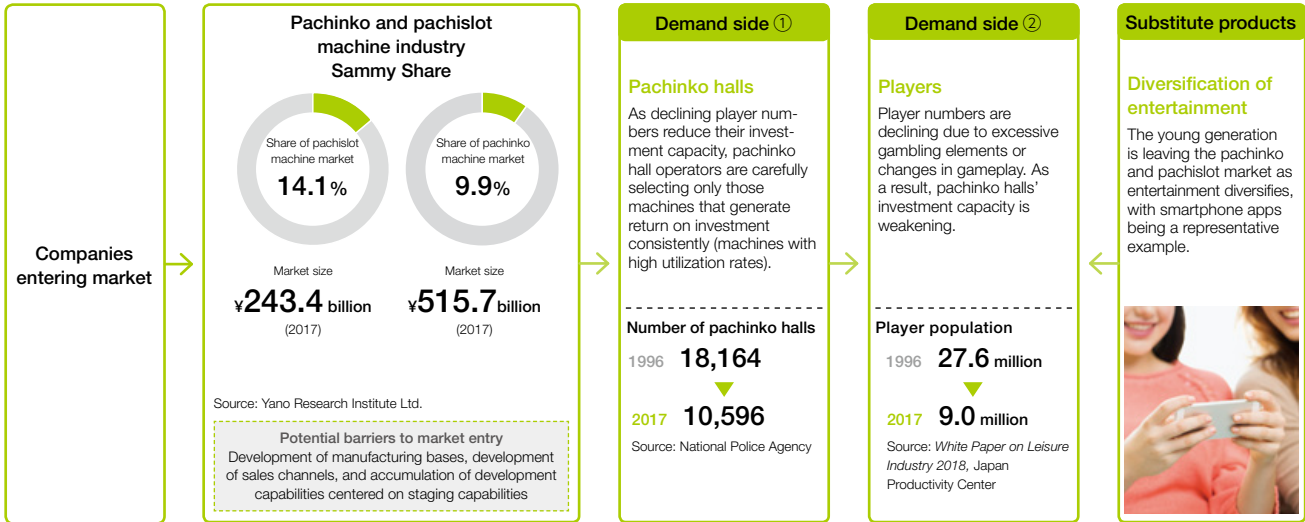 Companies
entering market
Pachinko and pachislot
machine industry
Sammy Share
Share of pachislot
machine market
14.1%
Share of pachinko
machine market
9.9%
Market size
¥243.4 billion
(2017)
Market size
¥515.7 billion
(2017)
Source: Yano Research Institute Ltd.
Potential barriers to market entry
Development of manufacturing bases, development
of sales channels, and accumulation of development
capabilities centered on staging capabilities
Demand side ①
Pachinko halls
As declining player num-
bers reduce their invest-
ment capacity, pachinko
hall operators are carefully
selecting only those
machines that generate
return on investment
consistently (machines with
high utilization rates).
Number of pachinko halls
1996 18,164
2017 10,596
Source: National Police Agency
Demand side ②
Players
Player numbers are
declining due to excessive
gambling elements or
changes in gameplay. As
a result, pachinko halls’
investment capacity is
weakening.
Player population
1996 27.6 million
2017 9.0 million
Source: White Paper on Leisure
Industry 2018, Japan
Productivity Center
Substitute products
Diversification of
entertainment
The young generation
is leaving the pachinko
and pachislot market as
entertainment diversifies,
with smartphone apps
being a representative
example.